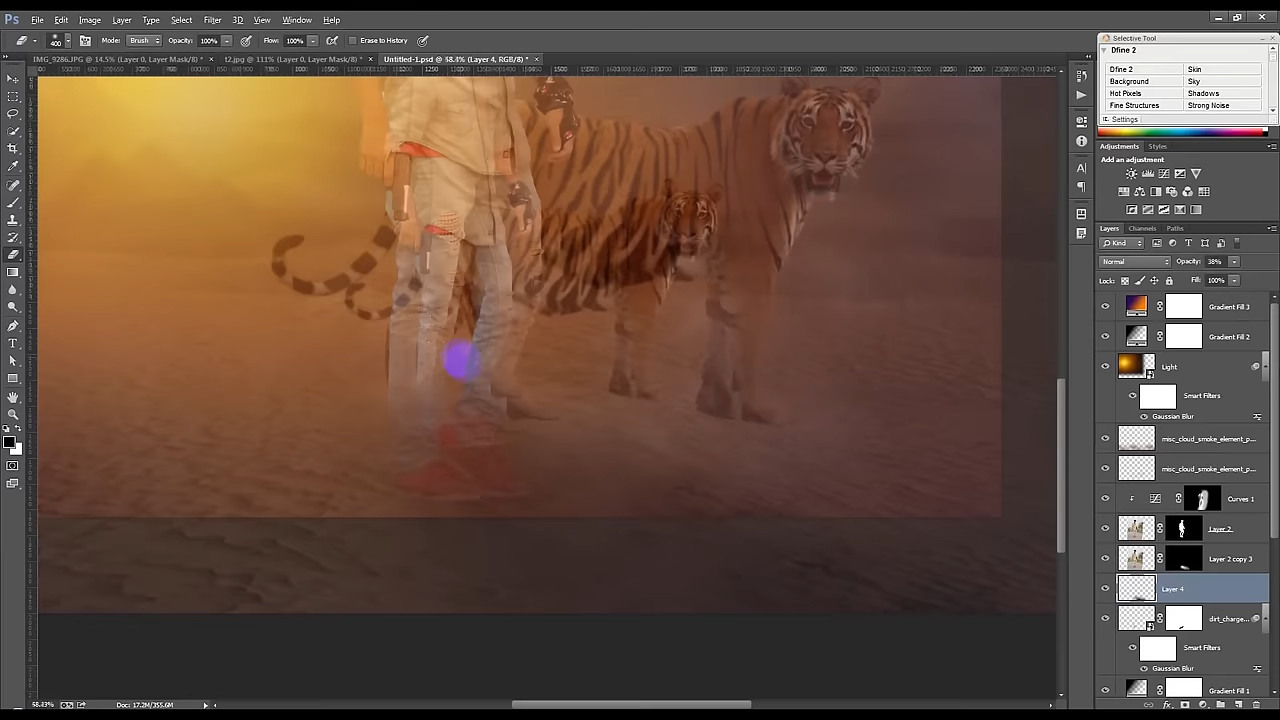 Ps File Edit Image Layer Type Select Filter 3D View Window Help
400 Mode: Brush Opacity: 100% Flow: 100% Erase to History
IMG_9286.JPG @ 14.5% (Layer 0, Layer Mask/8) * × t2.jpg @ 111% (Layer 0, Layer Mask/8) * × Untitled-1.psd @ 58.4% (Layer 4, RGB/8) * ×
Selective Tool
Dfine 2
Dfine 2 Skin
Background Sky
Hot Pixels Shadows
Fine Structures Strong Noise
Settings
Adjustments Styles
Add an adjustment
Layers Channels Paths
Kind
Normal Opacity: 38%
Lock: Fill: 100%
Gradient Fill 3
Gradient Fill 2
Light
Smart Filters
Gaussian Blur
misc_cloud_smoke_element_p...
misc_cloud_smoke_element_p...
Curves 1
Layer 2
Layer 2 copy 3
Layer 4
dirt_charge...
Smart Filters
Gaussian Blur
Gradient Fill 1
58.43% Doc: 17.2M/355.6M